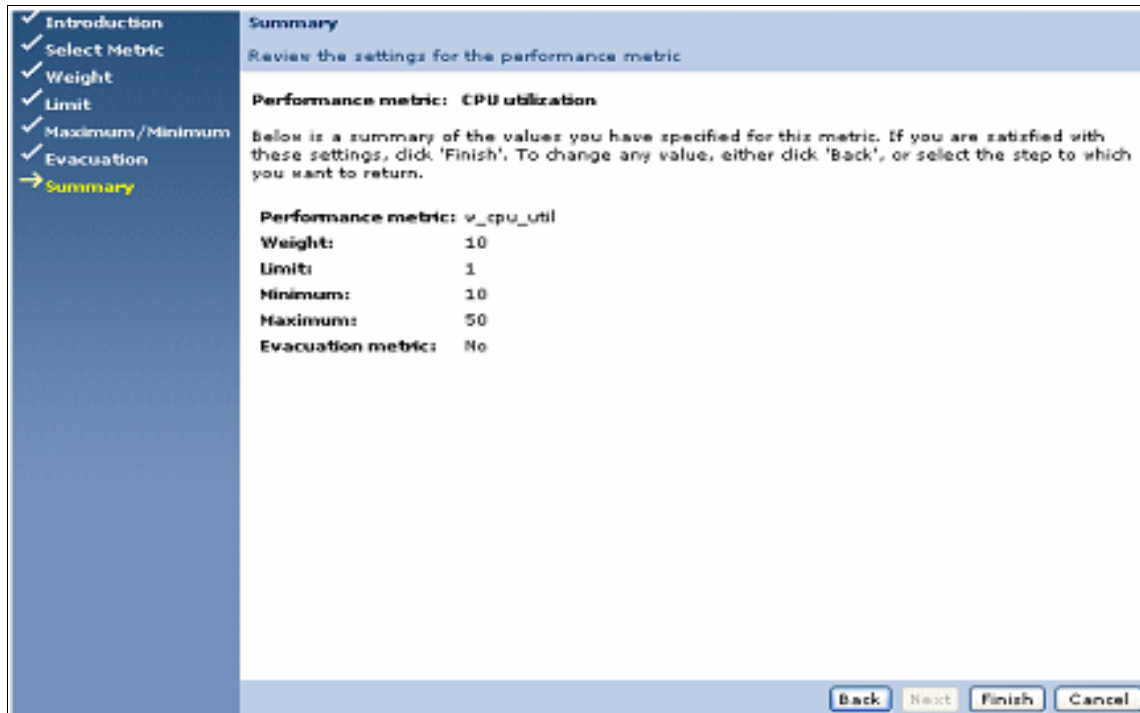 Introduction
Select Metric
Weight
Limit
Maximum/Minimum
Evacuation
Summary
Summary
Review the settings for the performance metric
Performance metric: CPU utilization
Below is a summary of the values you have specified for this metric. If you are satisfied with
these settings, click 'Finish'. To change any value, either click 'Back', or select the step to which
you want to return.
Performance metric: v_cpu_util
Weight: 10
Limit: 1
Minimum: 10
Maximum: 50
Evacuation metric: No
Back Next Finish Cancel